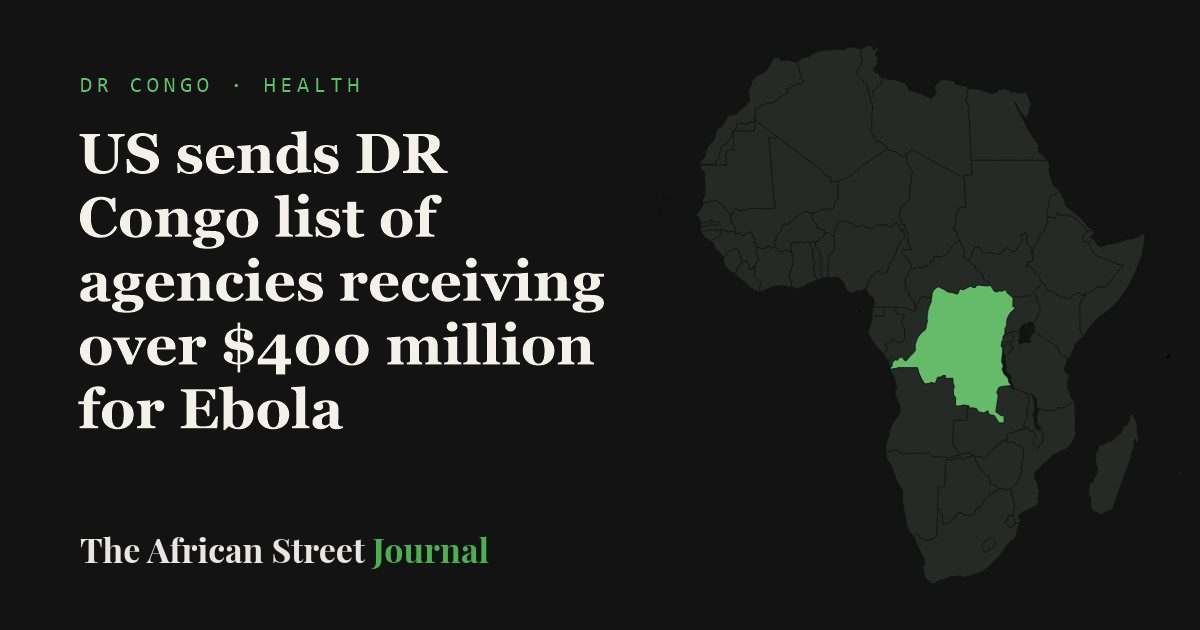 DR CONGO · HEALTH
US sends DR
Congo list of
agencies receiving
over $400 million
for Ebola
The African Street Journal